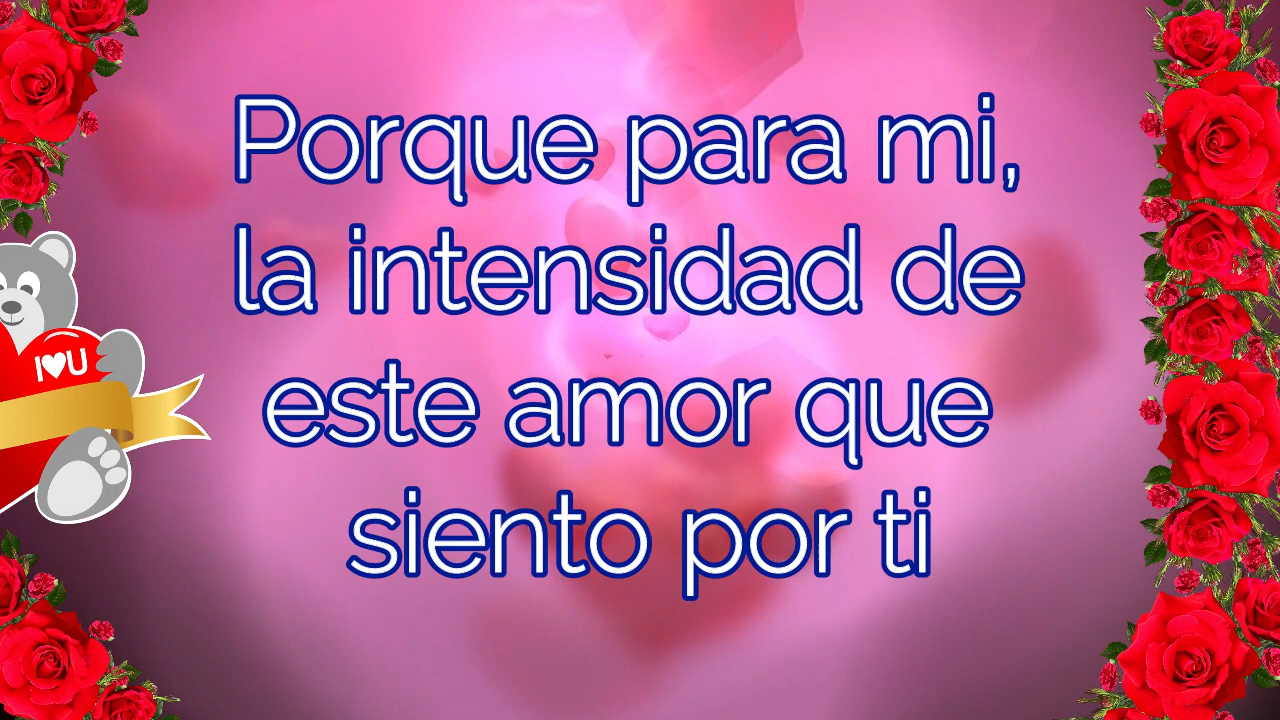 Porque para mi,
la intensidad de
este amor que
siento por ti
I♥U